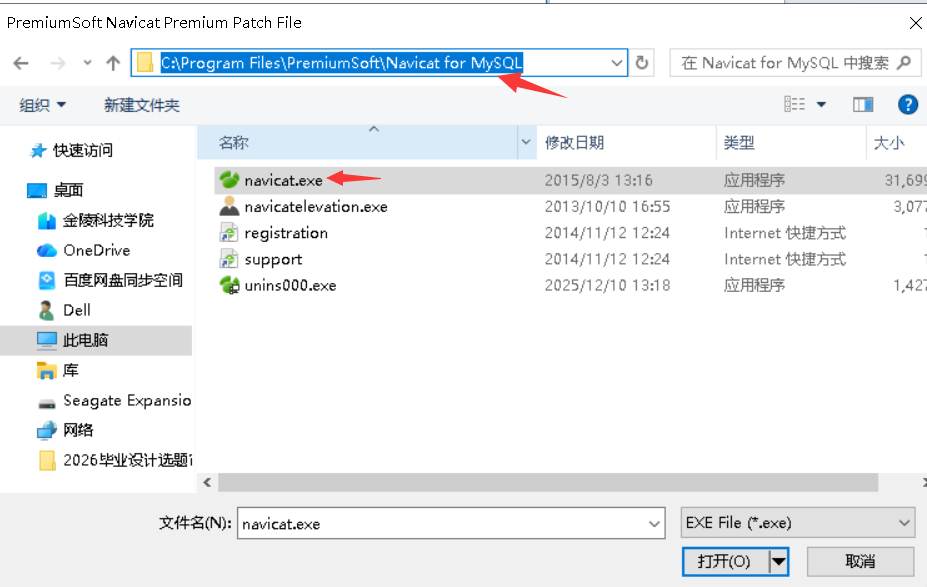 PremiumSoft Navicat Premium Patch File
C:\Program Files\PremiumSoft\Navicat for MySQL
在 Navicat for MySQL 中搜索
组织
新建文件夹
名称 修改日期 类型 大小
快速访问
桌面
金陵科技学院
OneDrive
百度网盘同步空间
Dell
此电脑
库
Seagate Expansio
网络
2026毕业设计选题
navicat.exe 2015/8/3 13:16 应用程序 31,699
navicatelevation.exe 2013/10/10 16:55 应用程序 3,077
registration 2014/11/12 12:24 Internet 快捷方式 1
support 2014/11/12 12:24 Internet 快捷方式 1
unins000.exe 2025/12/10 13:18 应用程序 1,427
文件名(N): navicat.exe
EXE File (*.exe)
打开(O)
取消